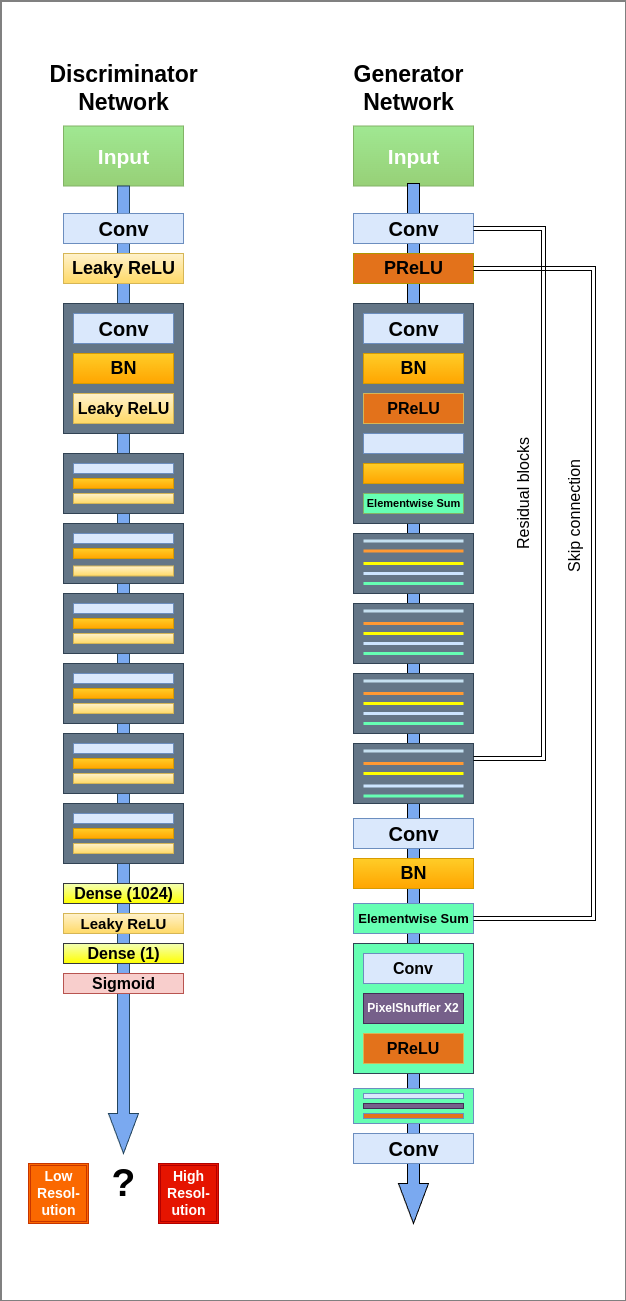 Discriminator
Network
Input
Conv
Leaky ReLU
Conv
BN
Leaky ReLU
Dense (1024)
Leaky ReLU
Dense (1)
Sigmoid
Low
Resol-
ution
?
High
Resol-
ution
Generator
Network
Input
Conv
PReLU
Conv
BN
PReLU
Elementwise Sum
Residual blocks
Skip connection
Conv
BN
Elementwise Sum
Conv
PixelShuffler X2
PReLU
Conv